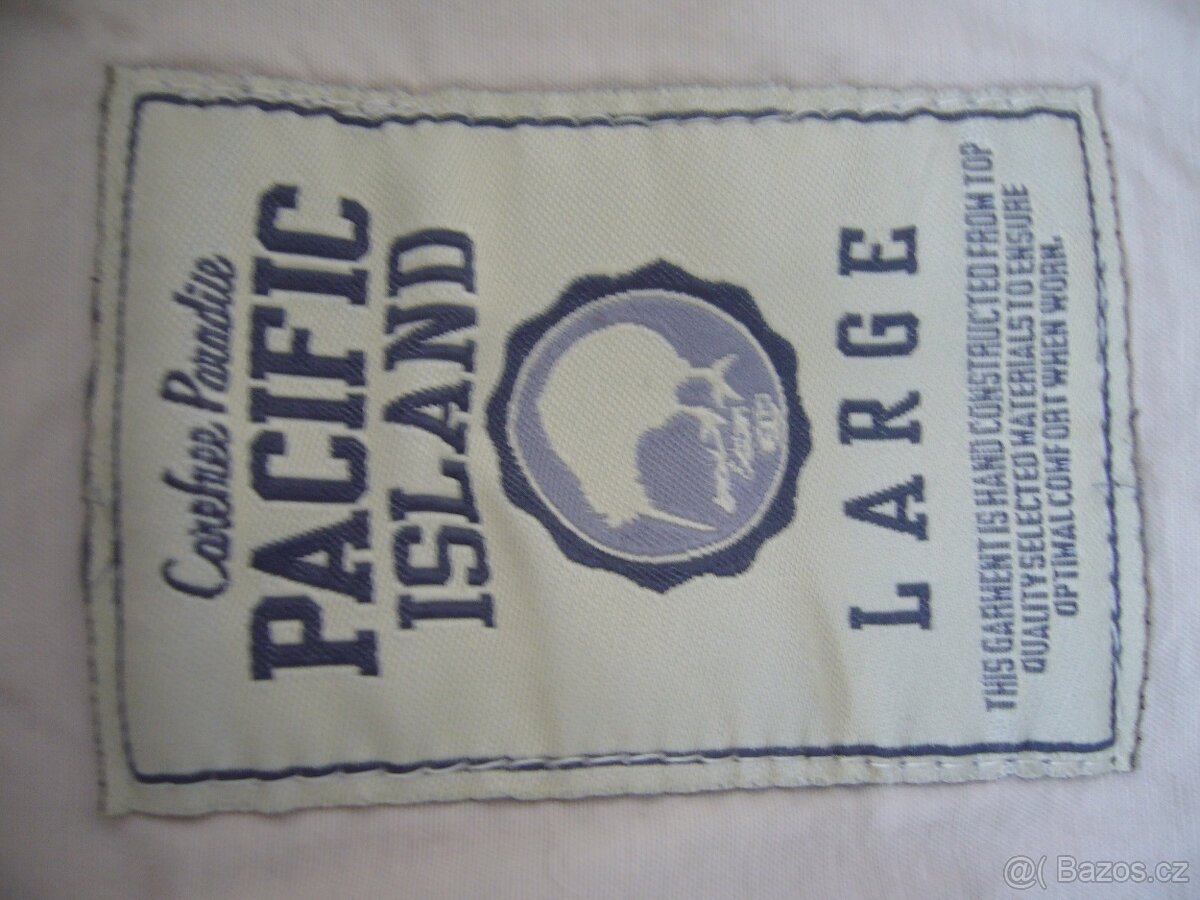 Carefree Paradise
PACIFIC
ISLAND
LARGE
THIS GARMENT IS HAND CONSTRUCTED FROM TOP
QUALITY SELECTED MATERIALS TO ENSURE
OPTIMAL COMFORT WHEN WORK.
@( Bazos.cz